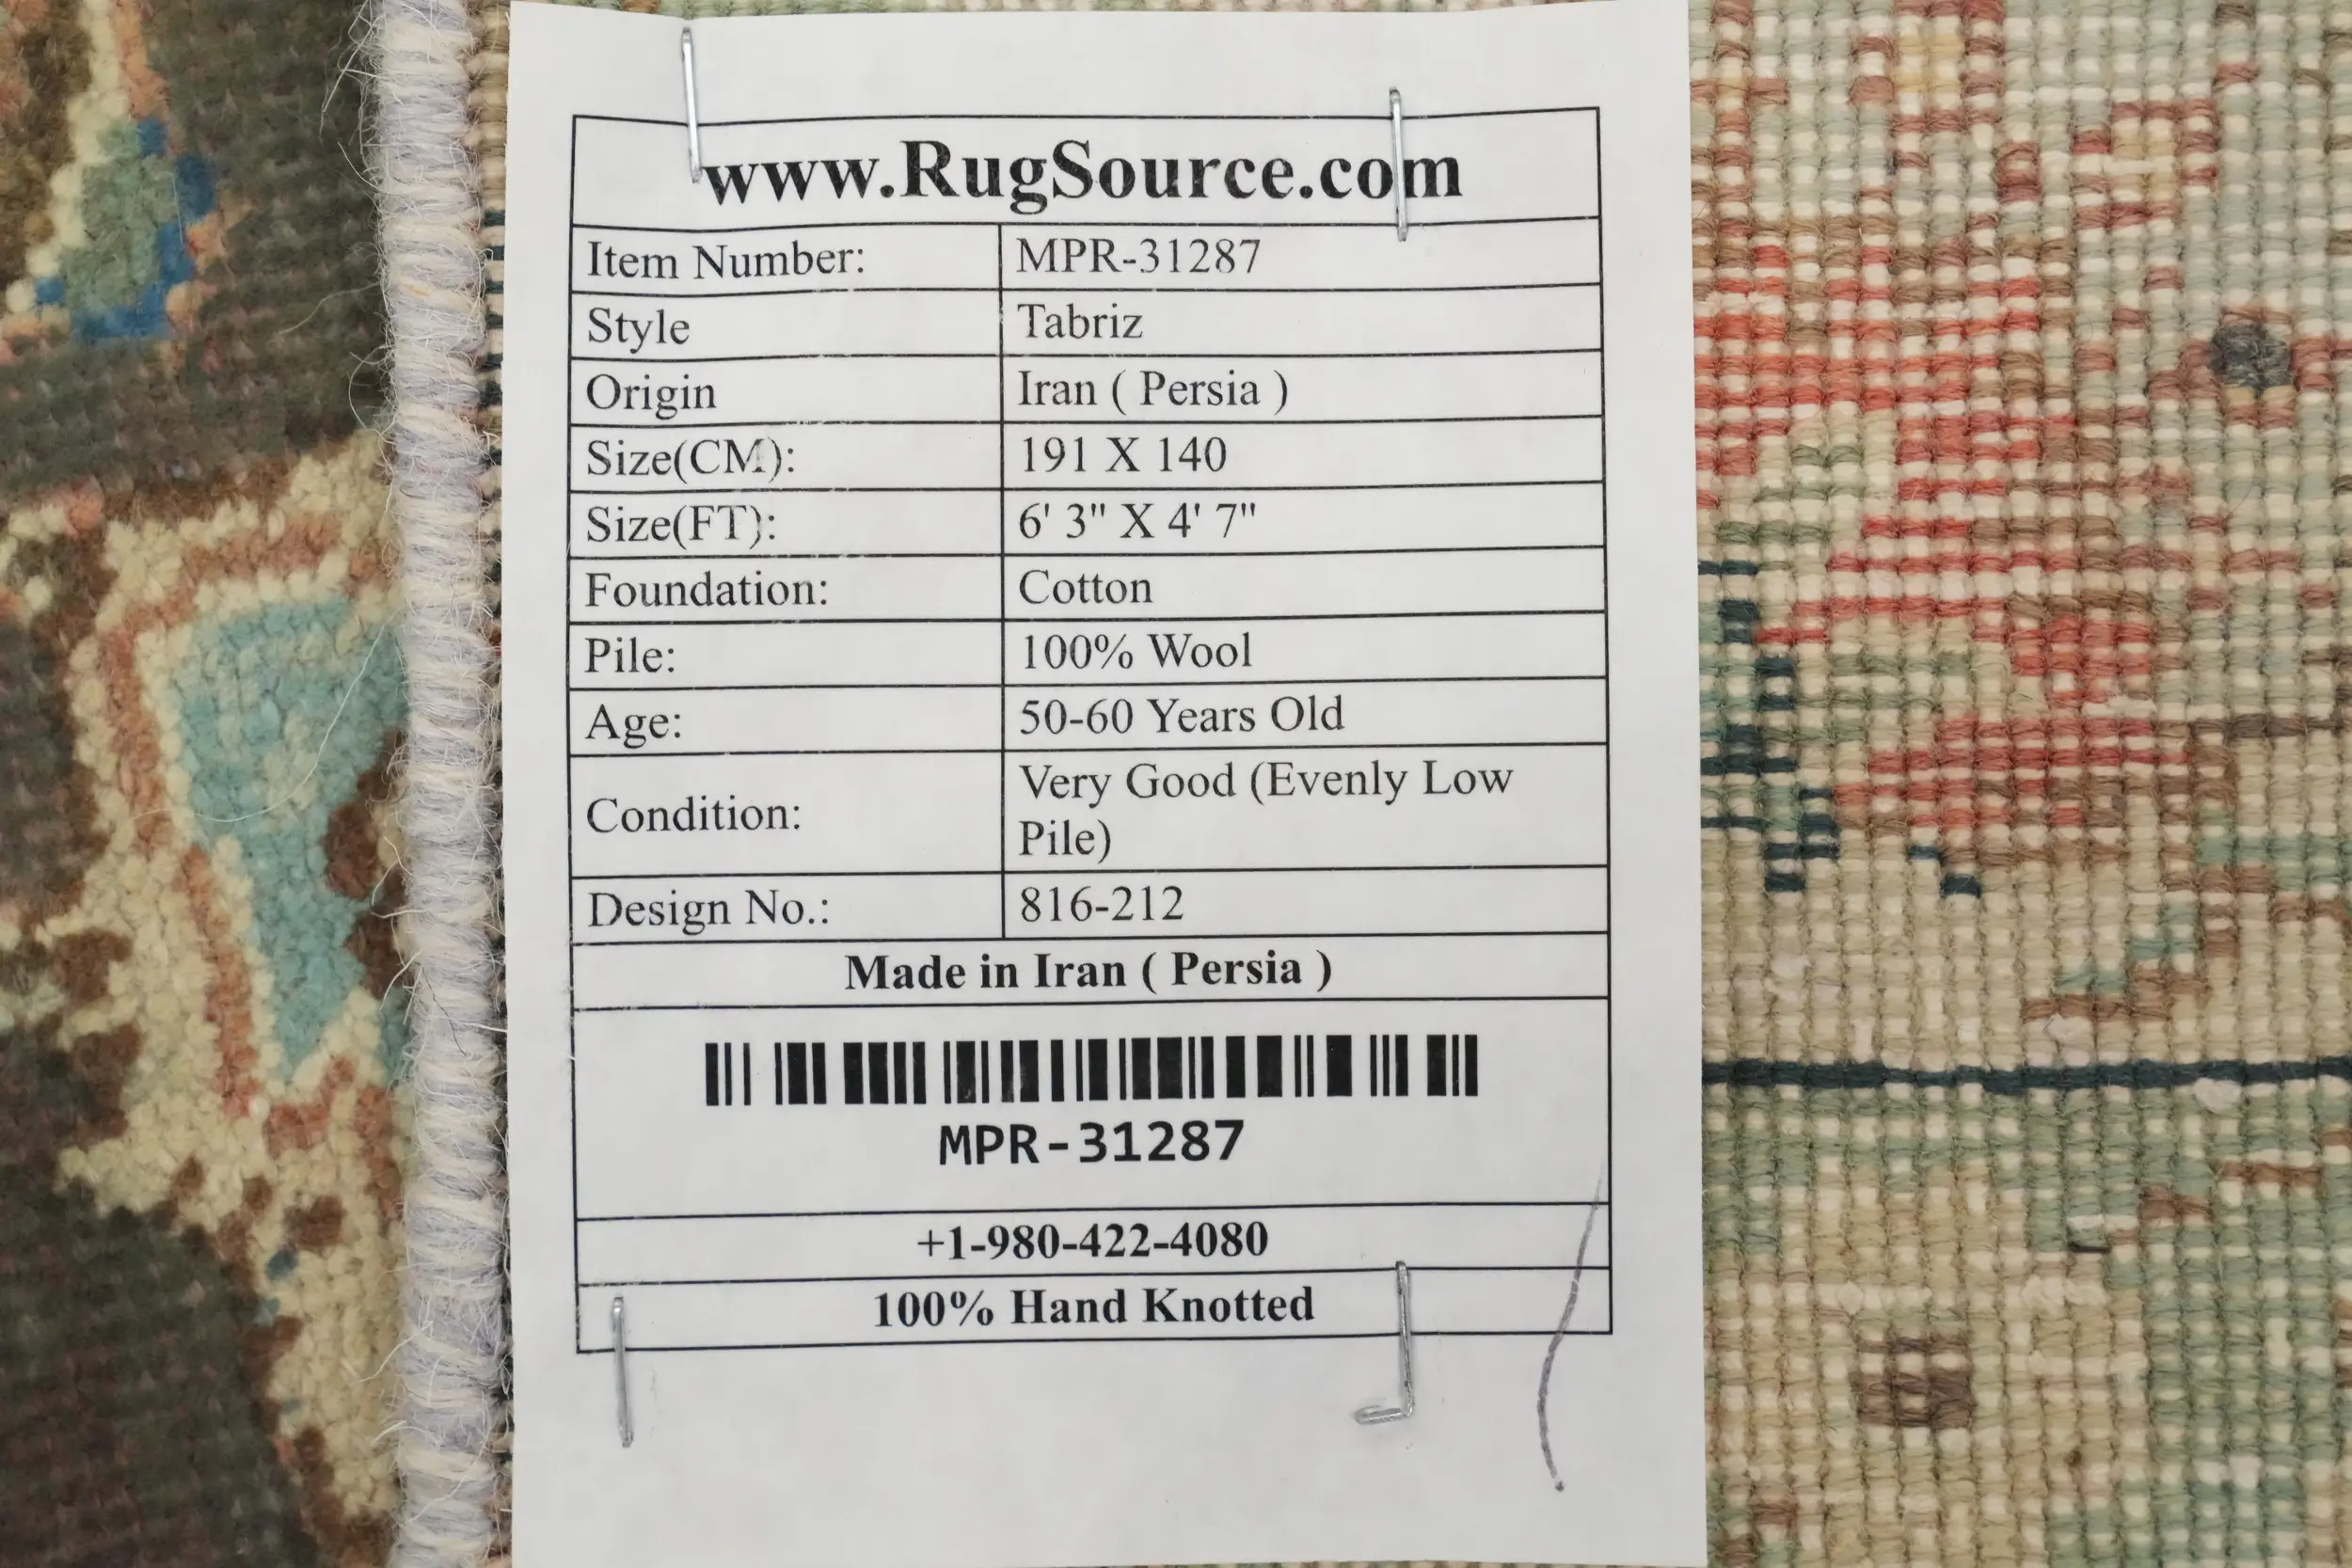 www.RugSource.com
Item Number: MPR-31287
Style Tabriz
Origin Iran ( Persia )
Size(CM): 191 X 140
Size(FT): 6' 3" X 4' 7"
Foundation: Cotton
Pile: 100% Wool
Age: 50-60 Years Old
Condition: Very Good (Evenly Low
Pile)
Design No.: 816-212
Made in Iran ( Persia )
MPR-31287
+1-980-422-4080
100% Hand Knotted